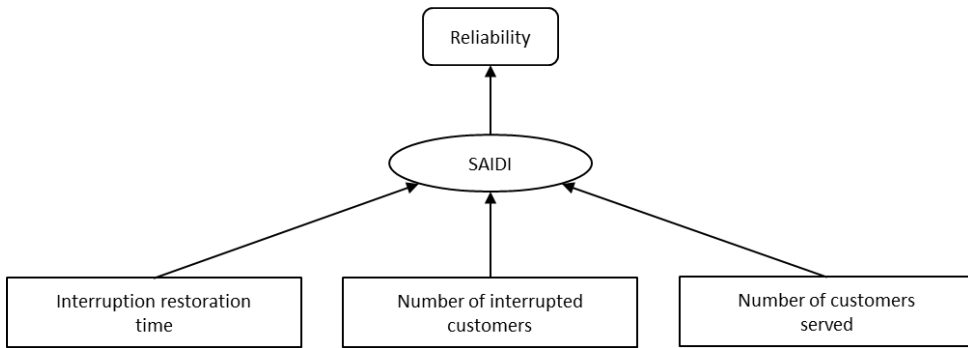 Reliability
SAIDI
Interruption restoration
time
Number of interrupted
customers
Number of customers
served